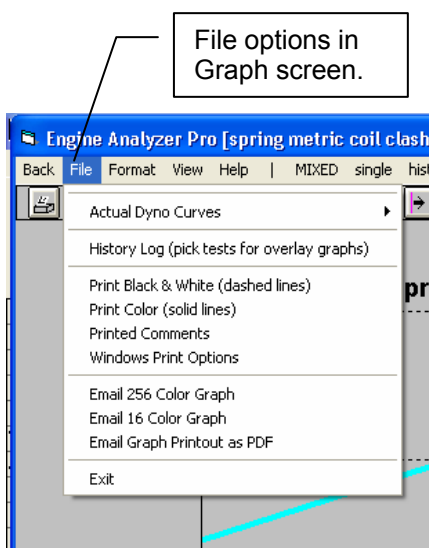 File options in
Graph screen.
Engine Analyzer Pro [spring metric coil clash
Back File Format View Help | MIXED single hist
Actual Dyno Curves
History Log (pick tests for overlay graphs)
Print Black & White (dashed lines)
Print Color (solid lines)
Printed Comments
Windows Print Options
Email 256 Color Graph
Email 16 Color Graph
Email Graph Printout as PDF
Exit
pr